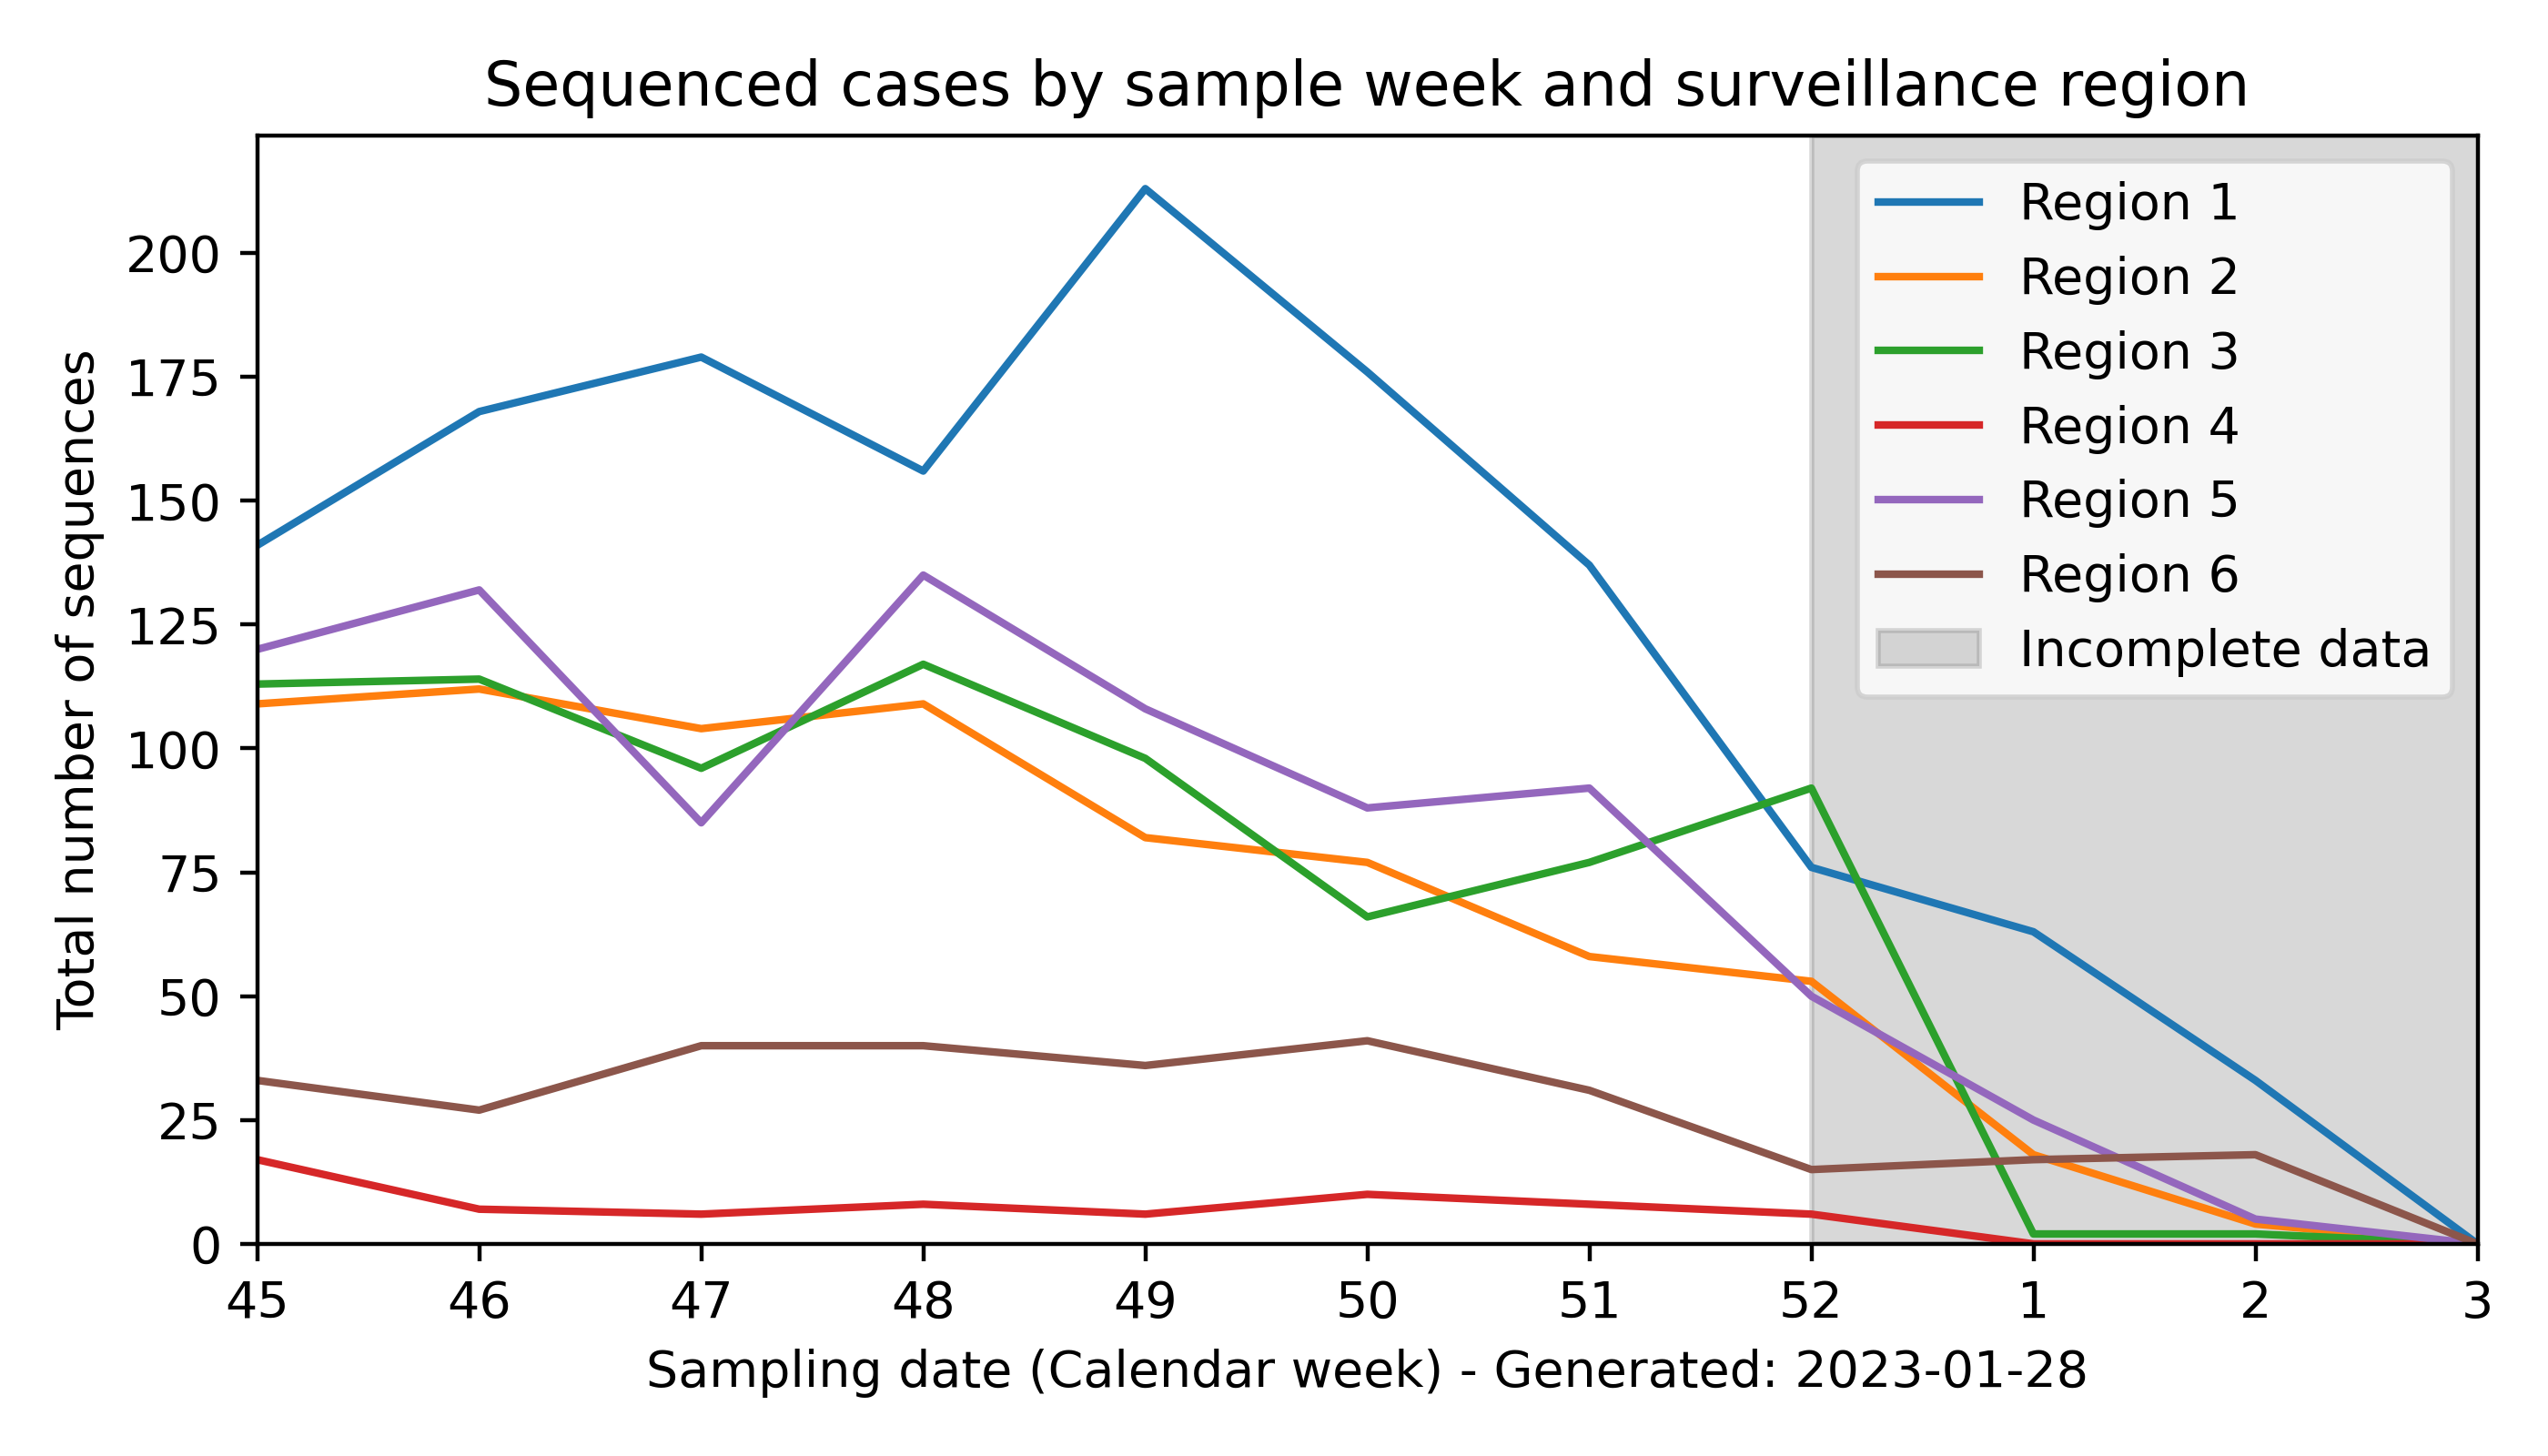 Sequenced cases by sample week and surveillance region
Total number of sequences
200
175
150
125
100
75
50
25
0
45 46 47 48 49 50 51 52 1 2 3
Sampling date (Calendar week) - Generated: 2023-01-28
Region 1
Region 2
Region 3
Region 4
Region 5
Region 6
Incomplete data